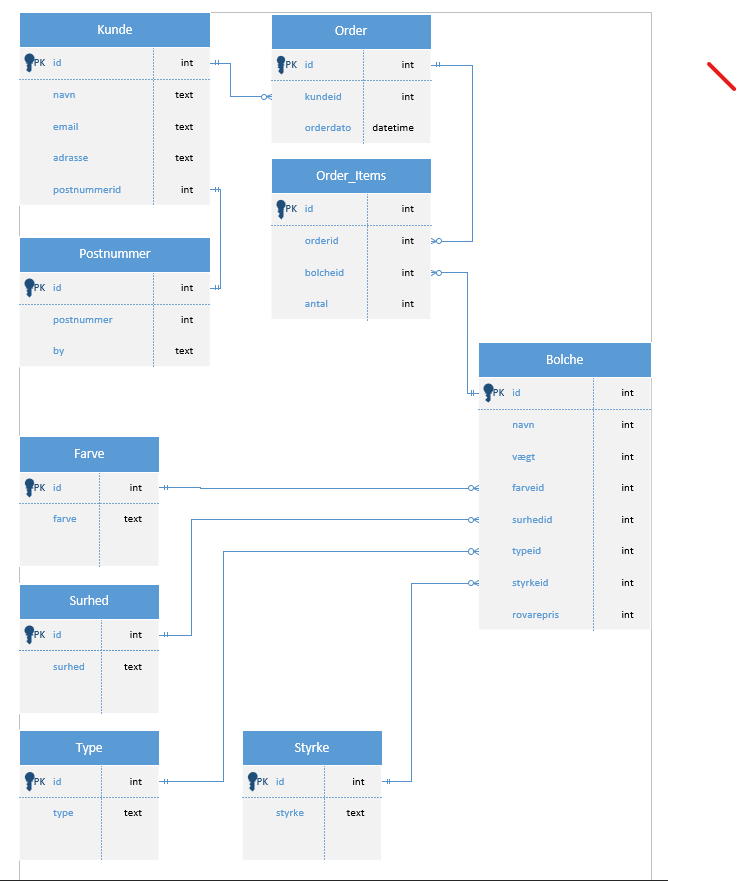 Kunde
PK id int
navn text
email text
adrasse text
postnummerid int
Order
PK id int
kundeid int
orderdato datetime
Order_Items
PK id int
orderid int
bolcheid int
antal int
Postnummer
PK id int
postnummer int
by text
Bolche
PK id int
navn int
vægt int
farveid int
surhedid int
typeid int
styrkeid int
rovarepris int
Farve
PK id int
farve text
Surhed
PK id int
surhed text
Type
PK id int
type text
Styrke
PK id int
styrke text